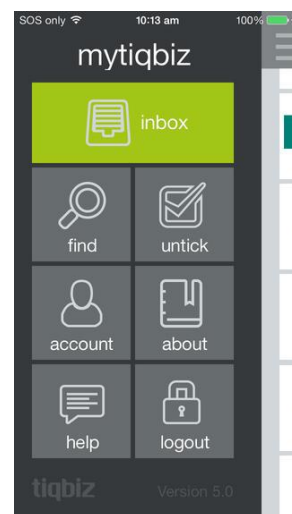 SOS only 10:13 am 100%
mytiqbiz
inbox
find untick
account about
help logout
tiqbiz Version 5.0